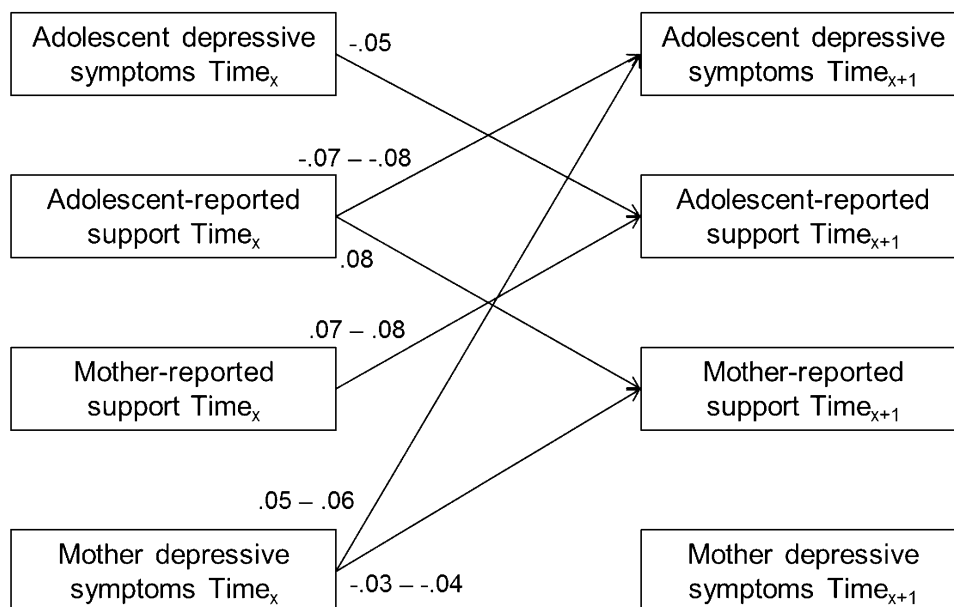 Adolescent depressive
symptoms Timeₓ
-.05
Adolescent depressive
symptoms Timeₓ₊₁
-.07 – -.08
Adolescent-reported
support Timeₓ
Adolescent-reported
support Timeₓ₊₁
.08
.07 – .08
Mother-reported
support Timeₓ
Mother-reported
support Timeₓ₊₁
.05 – .06
Mother depressive
symptoms Timeₓ
-.03 – -.04
Mother depressive
symptoms Timeₓ₊₁